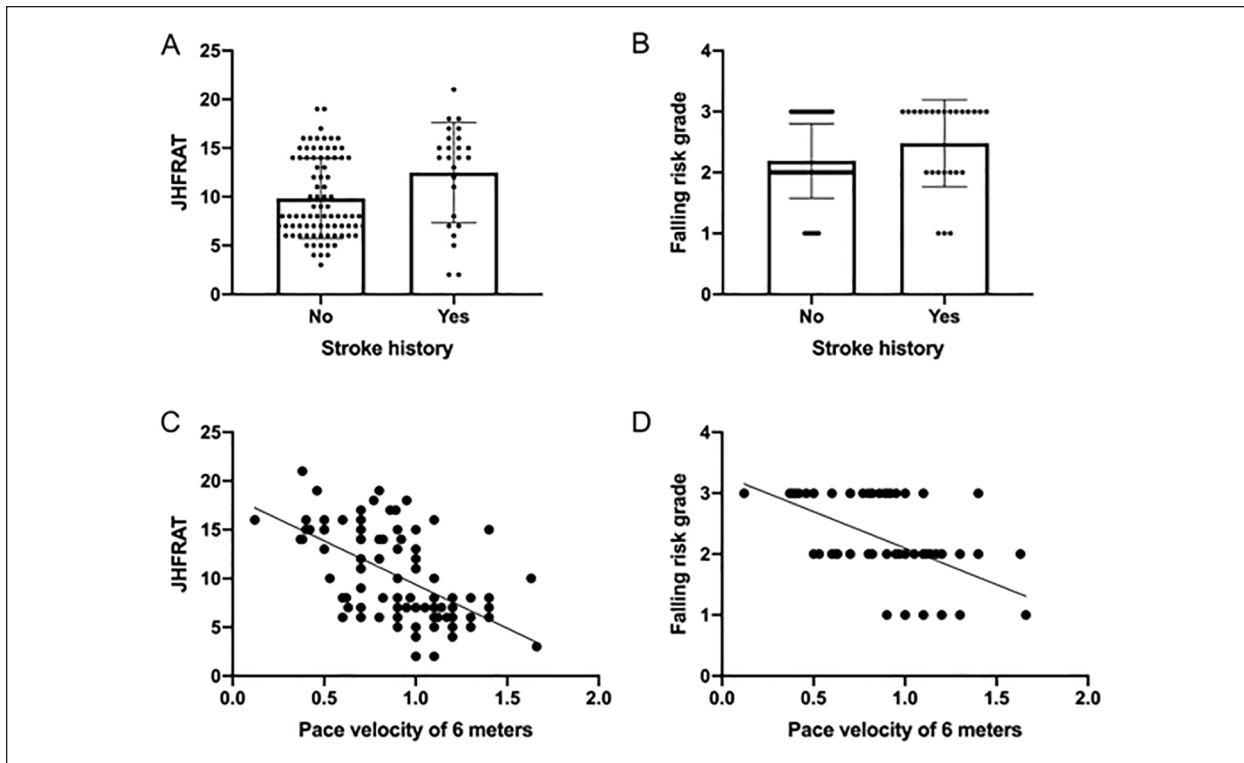 A
25
20
15
10
5
0
JHFRAT
No
Yes
Stroke history
B
4
3
2
1
0
Falling risk grade
No
Yes
Stroke history
C
25
20
15
10
5
0
JHFRAT
0.0
0.5
1.0
1.5
2.0
Pace velocity of 6 meters
D
4
3
2
1
0
Falling risk grade
0.0
0.5
1.0
1.5
2.0
Pace velocity of 6 meters